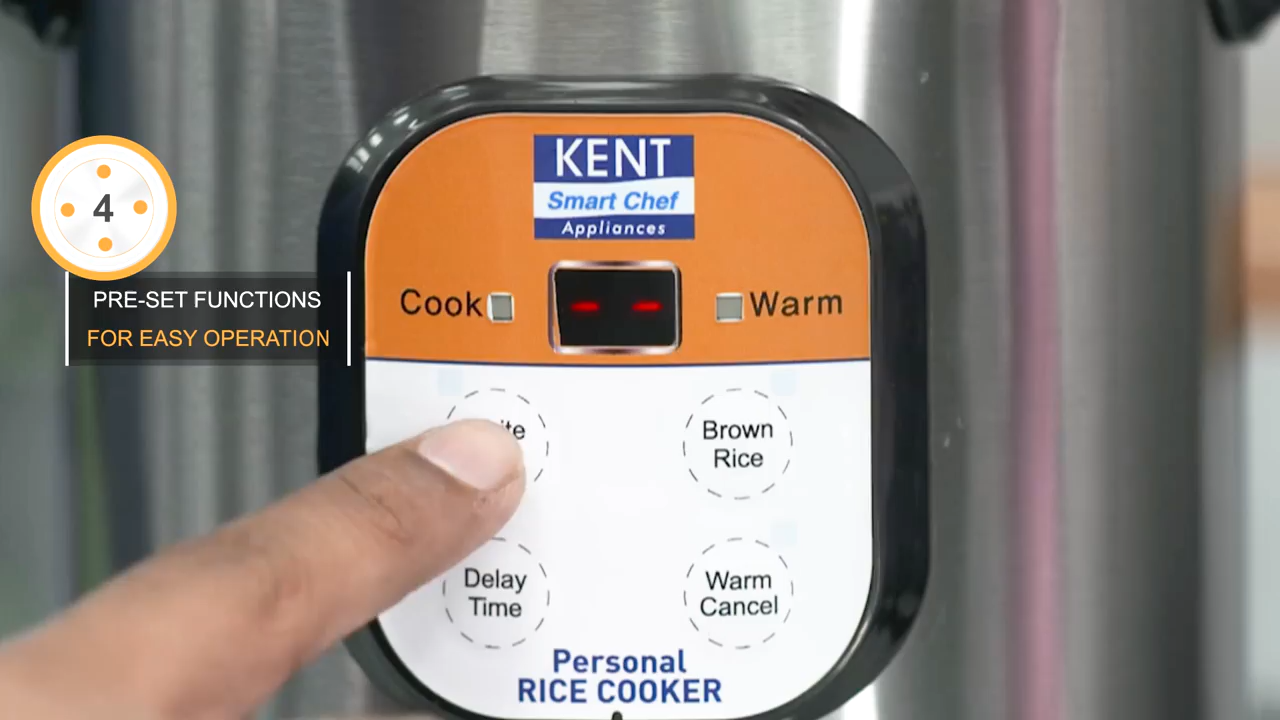 4
PRE-SET FUNCTIONS
FOR EASY OPERATION
KENT
Smart Chef
Appliances
Cook
Warm
Brown
Rice
Delay
Time
Warm
Cancel
Personal
RICE COOKER